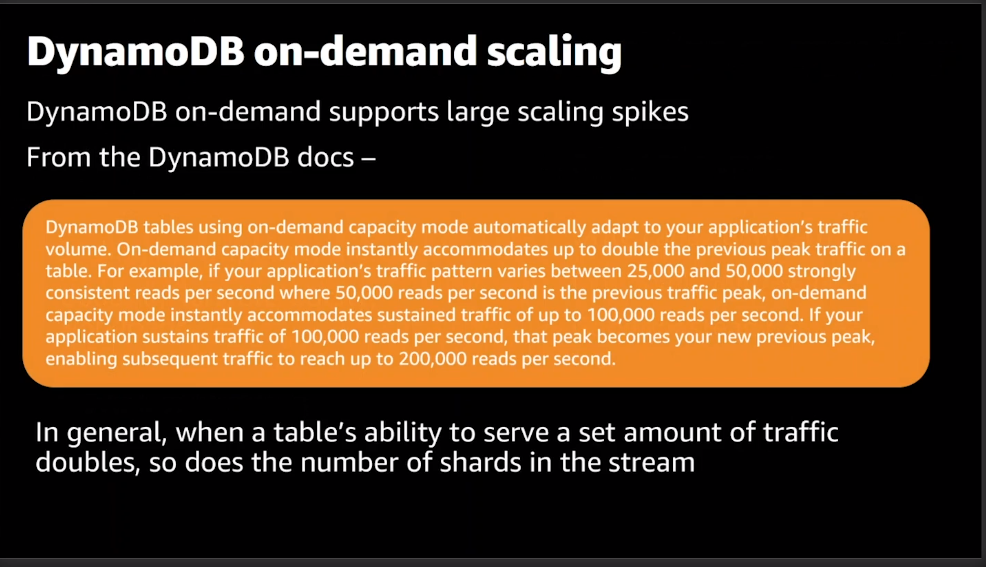 DynamoDB on-demand scaling
DynamoDB on-demand supports large scaling spikes
From the DynamoDB docs –
DynamoDB tables using on-demand capacity mode automatically adapt to your application's traffic
volume. On-demand capacity mode instantly accommodates up to double the previous peak traffic on a
table. For example, if your application's traffic pattern varies between 25,000 and 50,000 strongly
consistent reads per second where 50,000 reads per second is the previous traffic peak, on-demand
capacity mode instantly accommodates sustained traffic of up to 100,000 reads per second. If your
application sustains traffic of 100,000 reads per second, that peak becomes your new previous peak,
enabling subsequent traffic to reach up to 200,000 reads per second.
In general, when a table's ability to serve a set amount of traffic
doubles, so does the number of shards in the stream